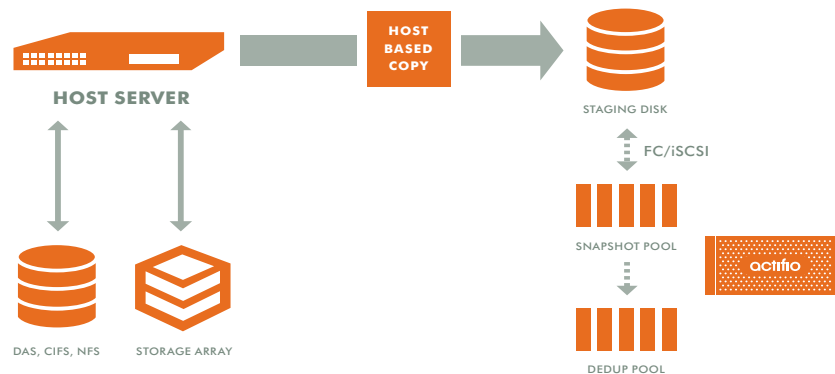 HOST
BASED
COPY
HOST SERVER
STAGING DISK
FC/iSCSI
SNAPSHOT POOL
actifio
DAS, CIFS, NFS
STORAGE ARRAY
DEDUP POOL